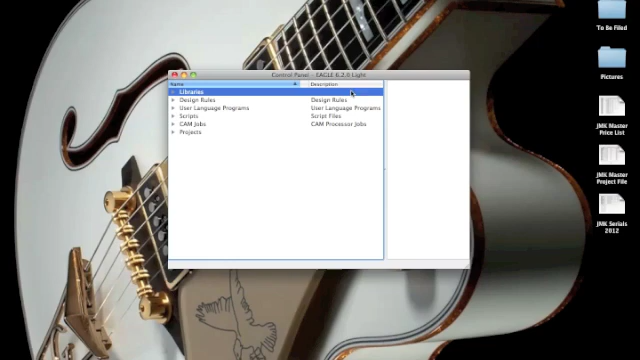 Control Panel - EAGLE 6.2.0 Light
Name Description
Libraries
Design Rules Design Rules
User Language Programs User Language Programs
Scripts Script Files
CAM Jobs CAM Processor Jobs
Projects
To Be Filed
Pictures
JMK Master
Price List
JMK Master
Project File
JMK Serials
2012